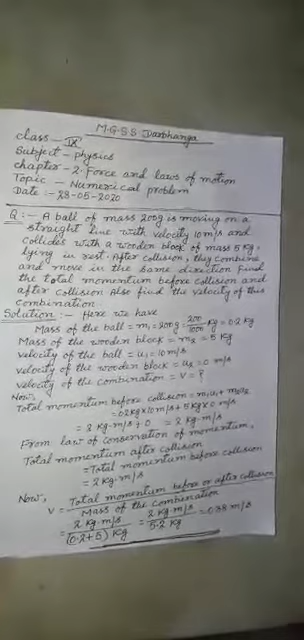 M.G.S.S Darbhanga
Class - IX
Subject - Physics
Chapter - 2. Force and laws of motion
Topic - Numerical problem
Date :- 28-05-2020
Q:- A ball of mass 200g is moving on a
straight line with velocity 10 m/s and
collides with a wooden block of mass 5 Kg.
lying in rest. After collision, they combine
and move in the same direction Find
the total momentum before collision and
after collision. Also find the velocity of this
combination.
Solution :- Here we have
Mass of the ball = m₁ = 200g = 200/1000 Kg = 0.2 Kg
Mass of the wooden block = m₂ = 5 Kg
Velocity of the ball = u₁ = 10 m/s
Velocity of the wooden block = u₂ = 0 m/s
Velocity of the combination = V = ?
Now,
Total momentum before collision = m₁u₁ + m₂u₂
= 0.2Kg×10 m/s + 5Kg×0 m/s
= 2 Kg·m/s + 0 = 2 Kg·m/s
From law of conservation of momentum,
Total momentum after collision
= Total momentum before collision
= 2 Kg·m/s
Now,
V = Total momentum before or after collision
Mass of the combination
= 2 Kg·m/s / (0.2+5) Kg = 2 Kg·m/s / 5.2 Kg = 0.38 m/s